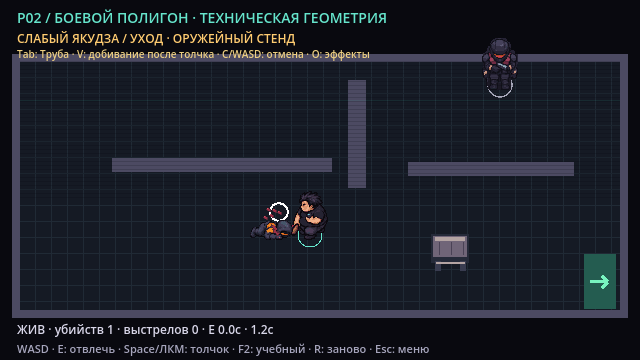 P02 / БОЕВОЙ ПОЛИГОН · ТЕХНИЧЕСКАЯ ГЕОМЕТРИЯ
СЛАБЫЙ ЯКУДЗА / УХОД · ОРУЖЕЙНЫЙ СТЕНД
Tab: Труба · V: добивание после толчка · C/WASD: отмена · O: эффекты
ЖИВ · убийств 1 · выстрелов 0 · E 0.0с · 1.2с
WASD · E: отвлечь · Space/ЛКМ: толчок · F2: учебный · R: заново · Esc: меню